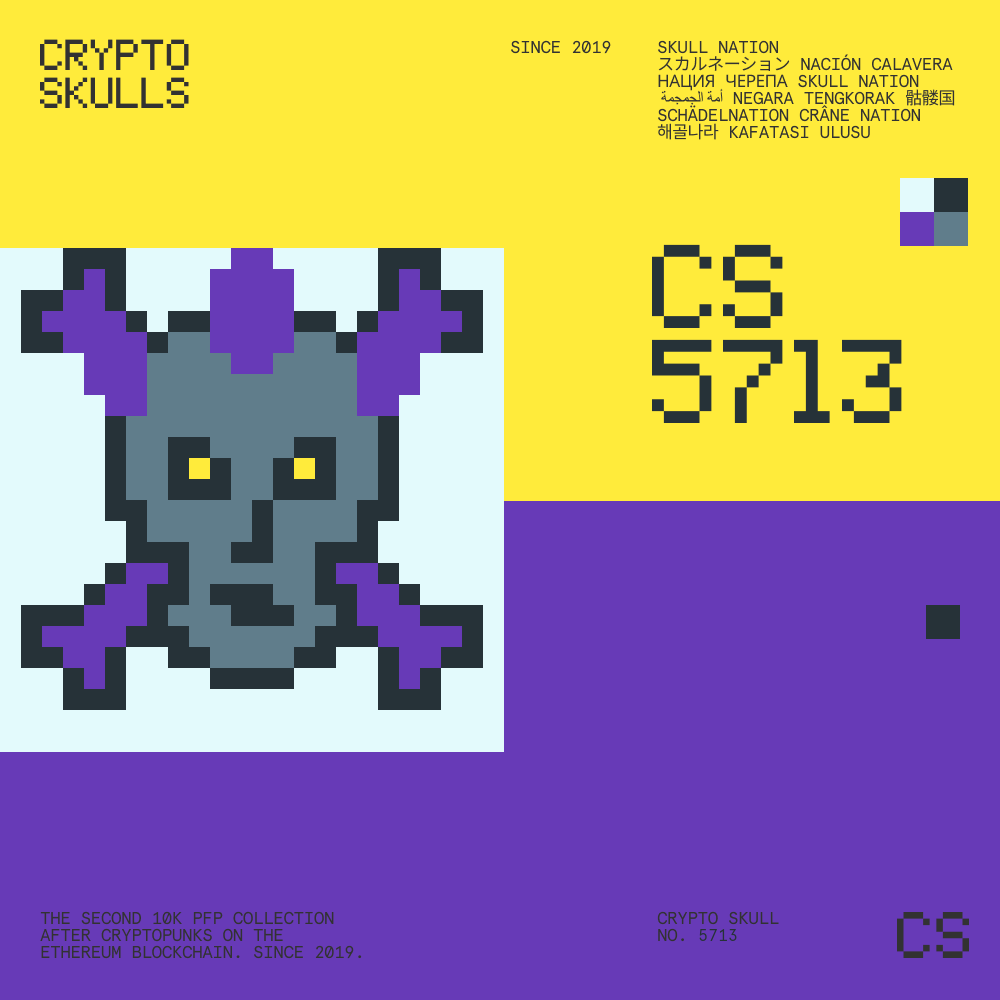 CRYPTO
SKULLS
SINCE 2019
SKULL NATION
スカルネーション NACIÓN CALAVERA
НАЦИЯ ЧЕРЕПА SKULL NATION
أمة الجمجمة NEGARA TENGKORAK 骷髅国
SCHÄDELNATION CRÂNE NATION
해골나라 KAFATASI ULUSU
CS
5713
THE SECOND 10K PFP COLLECTION
AFTER CRYPTOPUNKS ON THE
ETHEREUM BLOCKCHAIN. SINCE 2019.
CRYPTO SKULL
NO. 5713
CS